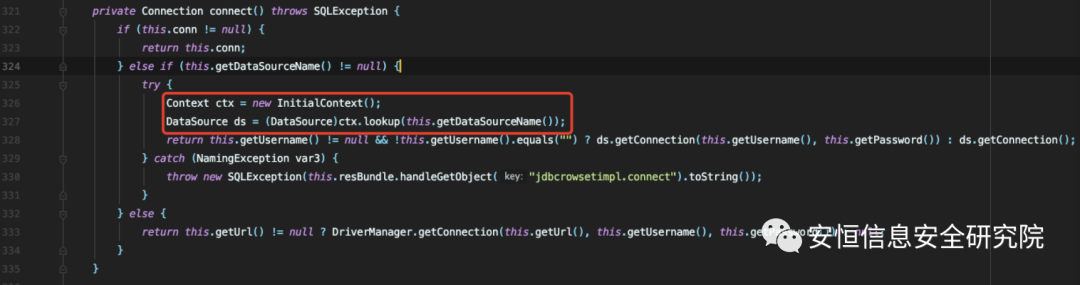 321 private Connection connect() throws SQLException {
322 if (this.conn != null) {
323 return this.conn;
324 } else if (this.getDataSourceName() != null) {
325 try {
326 Context ctx = new InitialContext();
327 DataSource ds = (DataSource)ctx.lookup(this.getDataSourceName());
328 return this.getUsername() != null && !this.getUsername().equals("") ? ds.getConnection(this.getUsername(), this.getPassword()) : ds.getConnection();
329 } catch (NamingException var3) {
330 throw new SQLException(this.resBundle.handleGetObject( key: "jdbcrowsetimpl.connect").toString());
331 }
332 } else {
333 return this.getUrl() != null ? DriverManager.getConnection(this.getUrl(), this.getUsername(), this.
334 }
335 }
安恒信息安全研究院